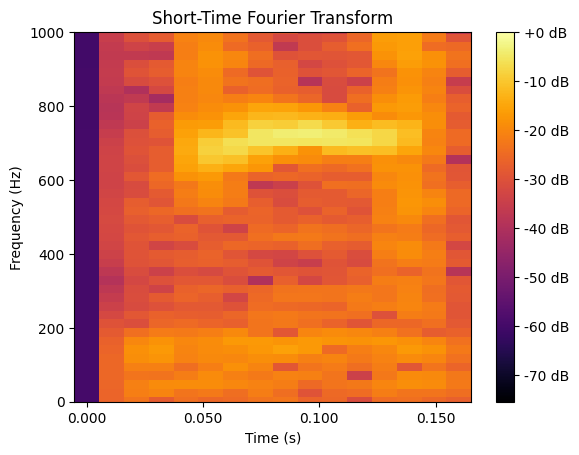 Short-Time Fourier Transform
1000
800
600
400
200
0
Frequency (Hz)
0.000
0.050
0.100
0.150
Time (s)
+0 dB
-10 dB
-20 dB
-30 dB
-40 dB
-50 dB
-60 dB
-70 dB